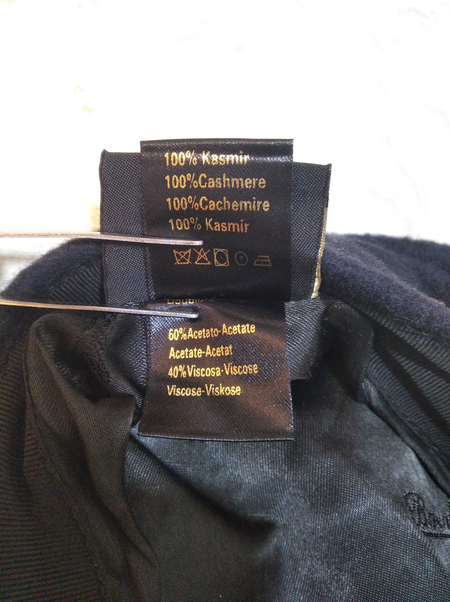 100% Kasmir
100%Cashmere
100%Cachemire
100% Kasmir
60%Acetato-Acetate
Acetate-Acetat
40%Viscosa-Viscose
Viscose-Viskose